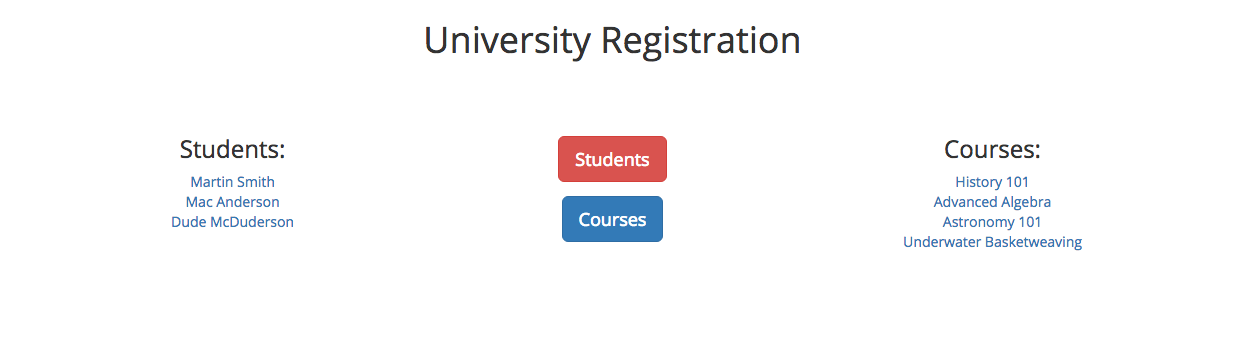 University Registration
Students:
Martin Smith
Mac Anderson
Dude McDuderson
Students
Courses
Courses:
History 101
Advanced Algebra
Astronomy 101
Underwater Basketweaving